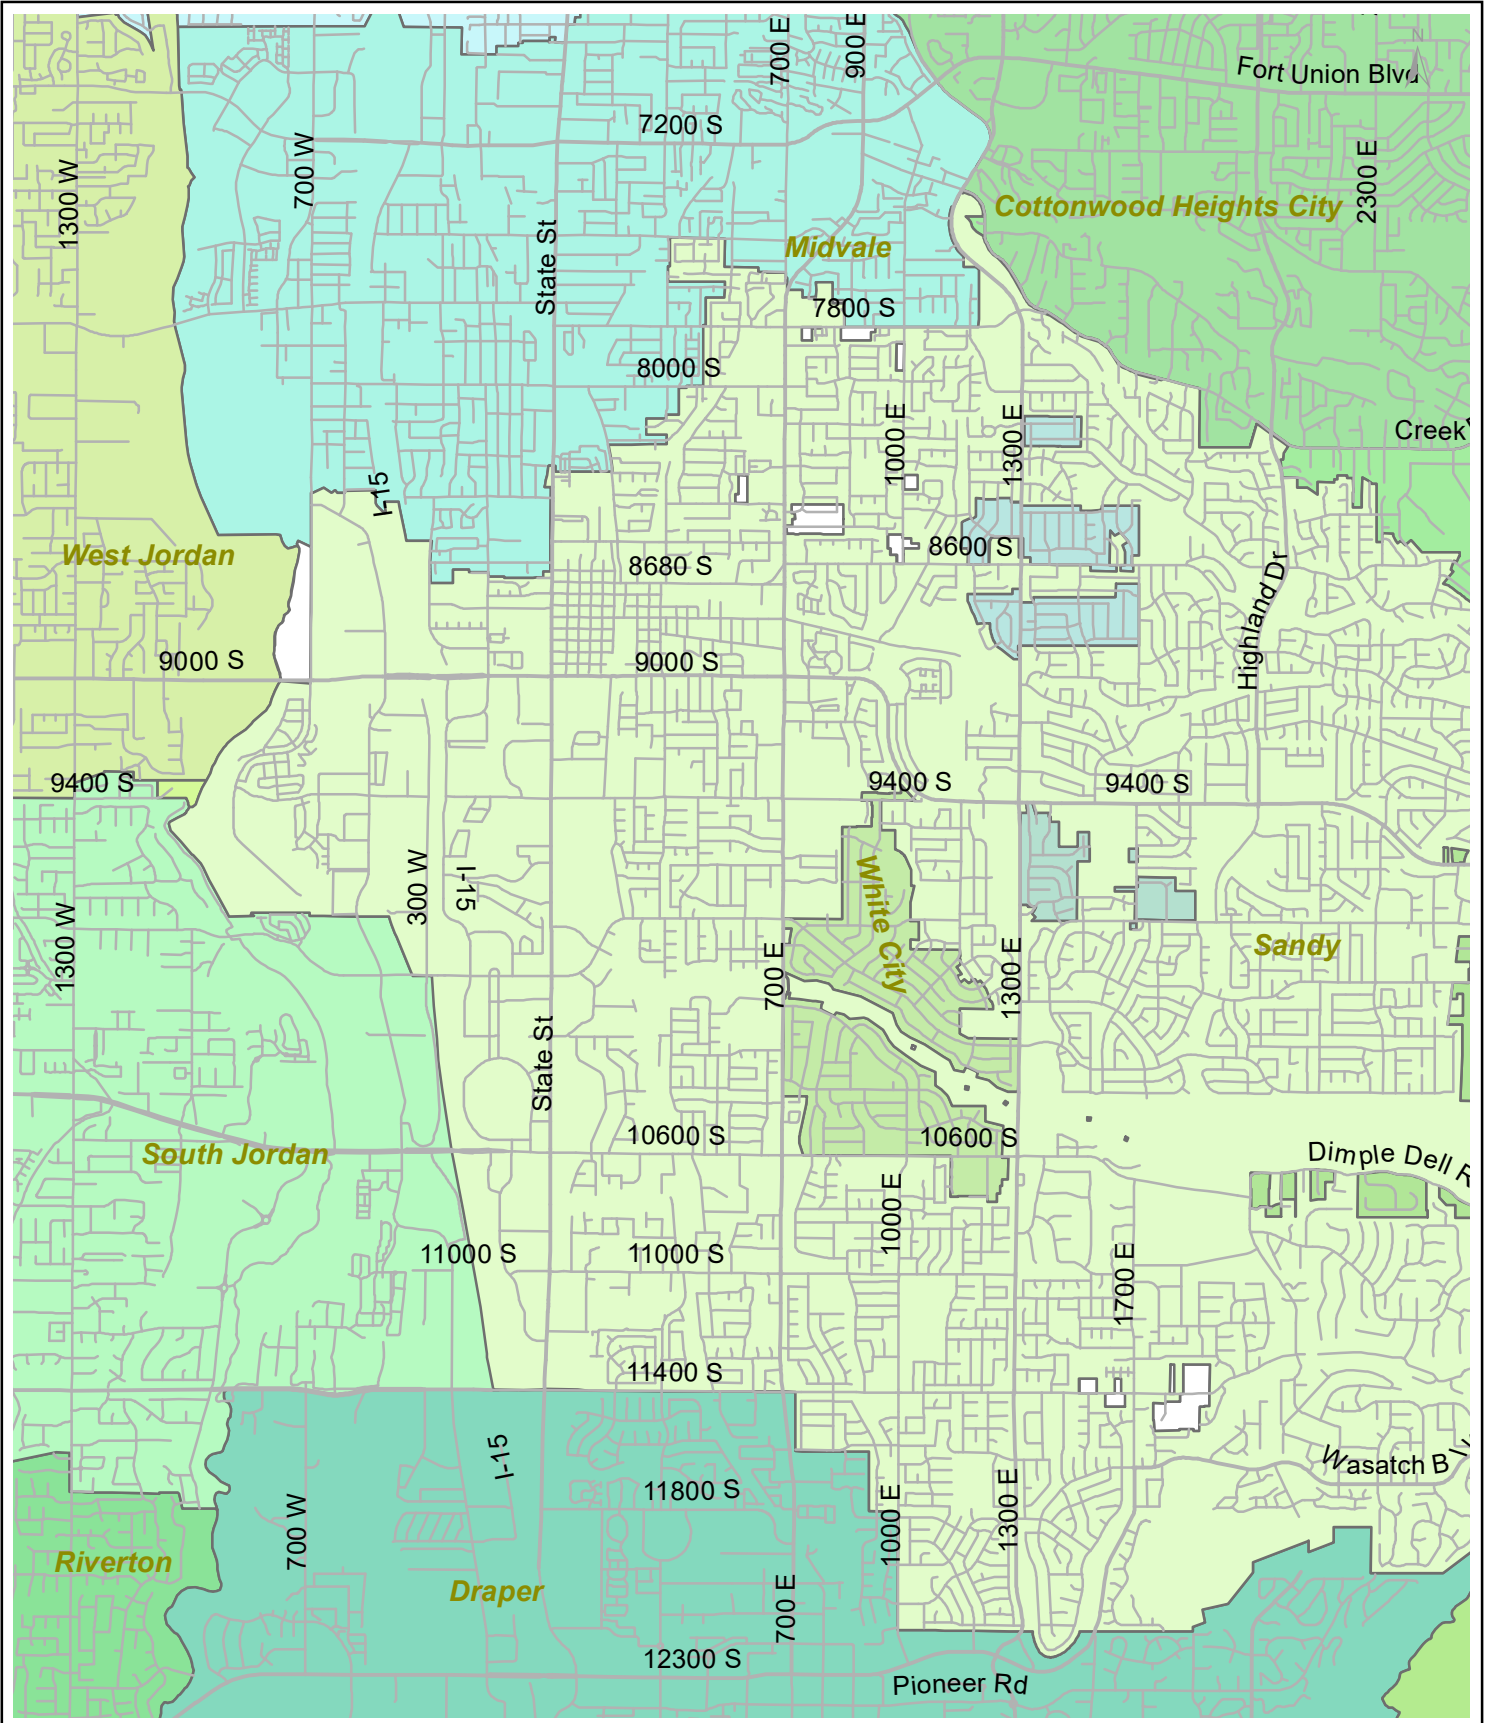 700 E
900 E
Fort Union Blvd
7200 S
1300 W
700 W
2300 E
Cottonwood Heights City
Midvale
State St
7800 S
8000 S
1000 E
1300 E
Creek
I-15
West Jordan
8680 S
8600 S
Highland Dr
9000 S
9000 S
9400 S
9400 S
9400 S
300 W
I-15
White City
1300 W
700 E
1300 E
Sandy
State St
South Jordan
10600 S
10600 S
Dimple Dell R
1000 E
11000 S
11000 S
1700 E
11400 S
I-15
Wasatch Blv
11800 S
700 W
1000 E
1300 E
Riverton
Draper
700 E
12300 S
Pioneer Rd